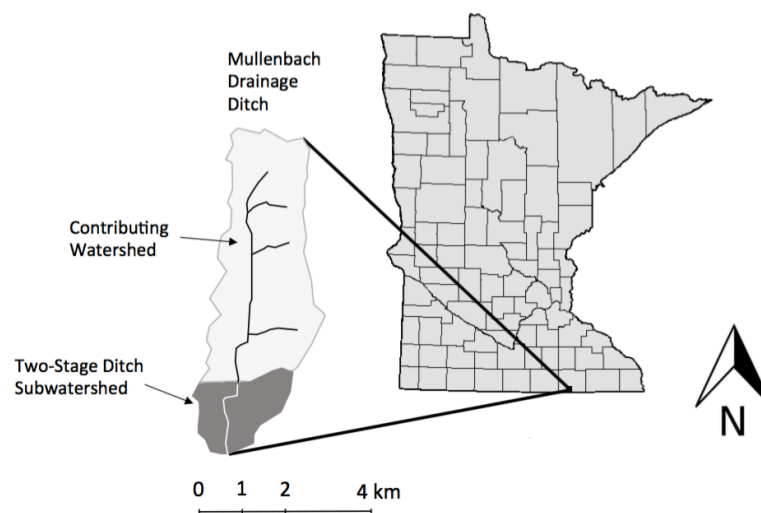 Mullenbach
Drainage
Ditch
Contributing
Watershed
Two-Stage Ditch
Subwatershed
N
0 1 2 4 km